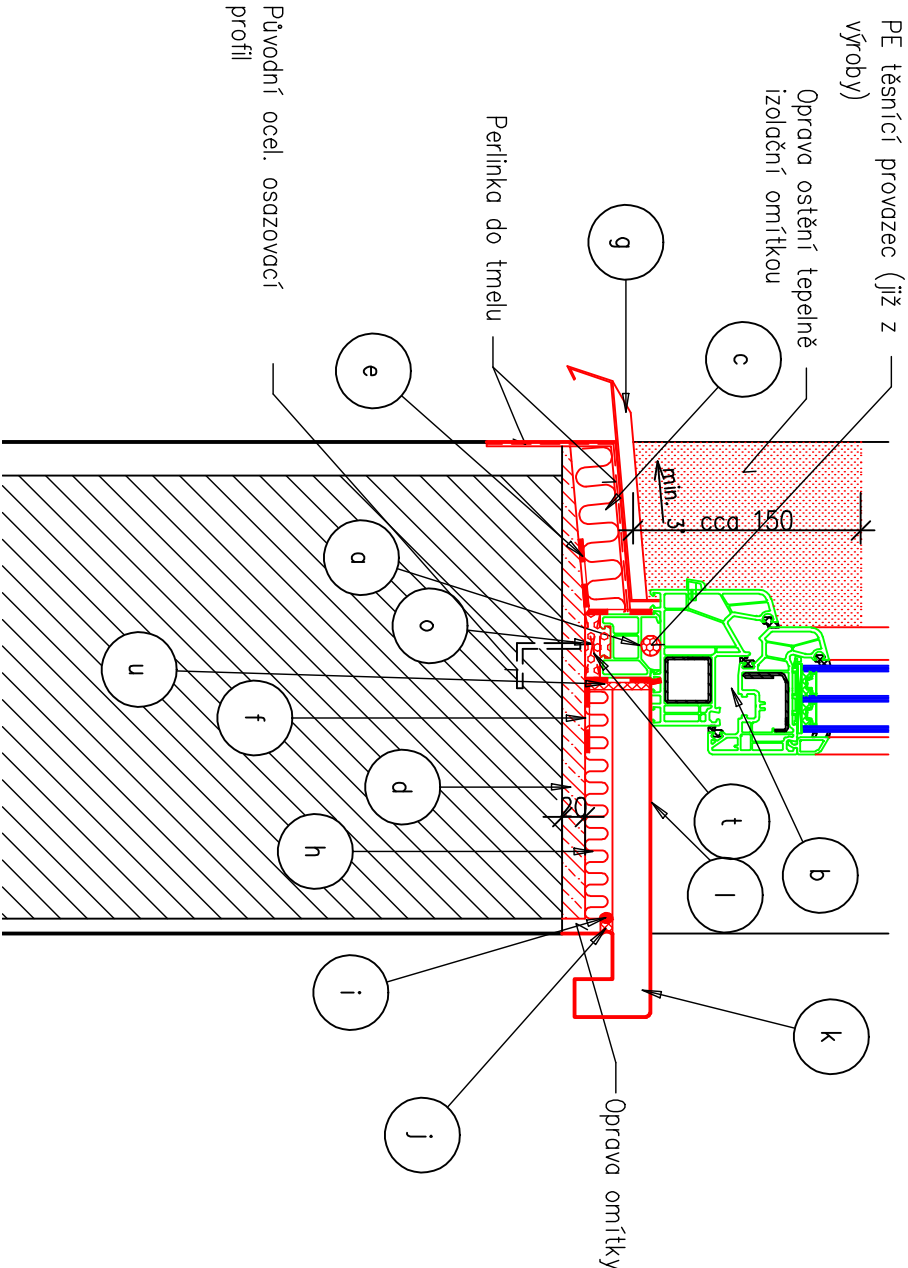 PE těsnící provazec (již z
výroby)
Oprava ostění tepelně
izolační omítkou
Perlinka do tmelu
Původní ocel. osazovací
profil
Oprava omítky
cca 150
min. 3°
20
k
b
c
t
l
g
j
o
a
e
d
i
h
f
u